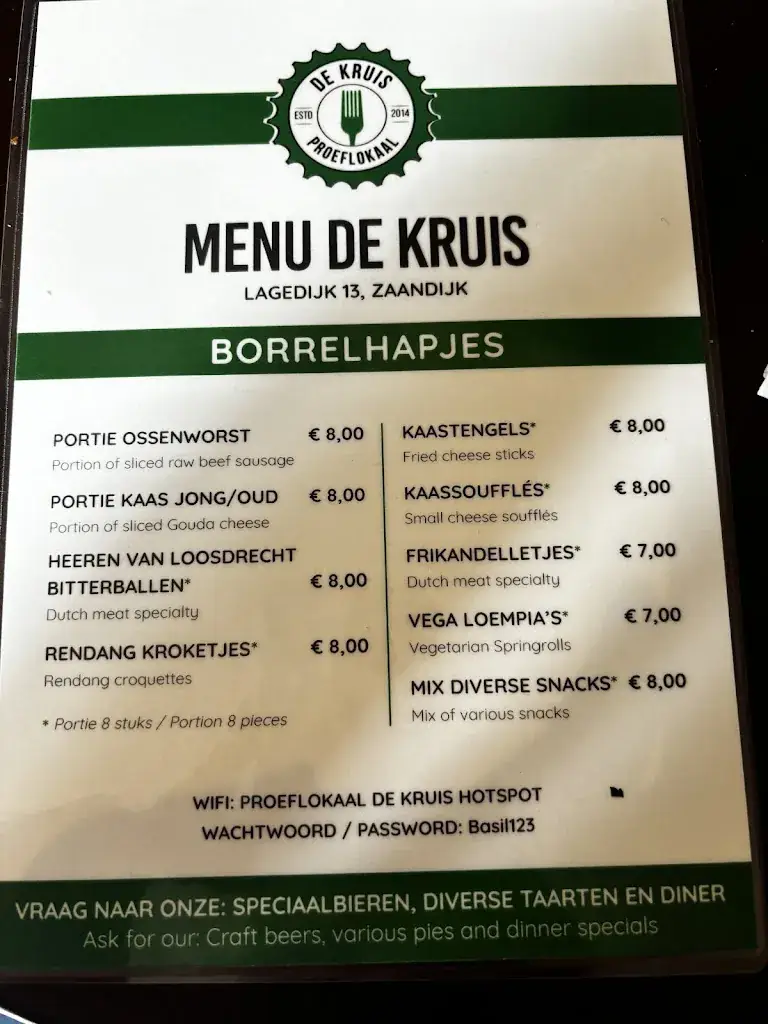 DE KRUIS
ESTD 2014
PROEFLOKAAL
MENU DE KRUIS
LAGEDIJK 13, ZAANDIJK
BORRELHAPJES
PORTIE OSSENWORST € 8,00
Portion of sliced raw beef sausage
PORTIE KAAS JONG/OUD € 8,00
Portion of sliced Gouda cheese
HEEREN VAN LOOSDRECHT
BITTERBALLEN* € 8,00
Dutch meat specialty
RENDANG KROKETJES* € 8,00
Rendang croquettes
* Portie 8 stuks / Portion 8 pieces
KAASTENGELS* € 8,00
Fried cheese sticks
KAASSOUFFLÉS* € 8,00
Small cheese soufflés
FRIKANDELLETJES* € 7,00
Dutch meat specialty
VEGA LOEMPIA'S* € 7,00
Vegetarian Springrolls
MIX DIVERSE SNACKS* € 8,00
Mix of various snacks
WIFI: PROEFLOKAAL DE KRUIS HOTSPOT
WACHTWOORD / PASSWORD: Basil123
VRAAG NAAR ONZE: SPECIAALBIEREN, DIVERSE TAARTEN EN DINER
Ask for our: Craft beers, various pies and dinner specials